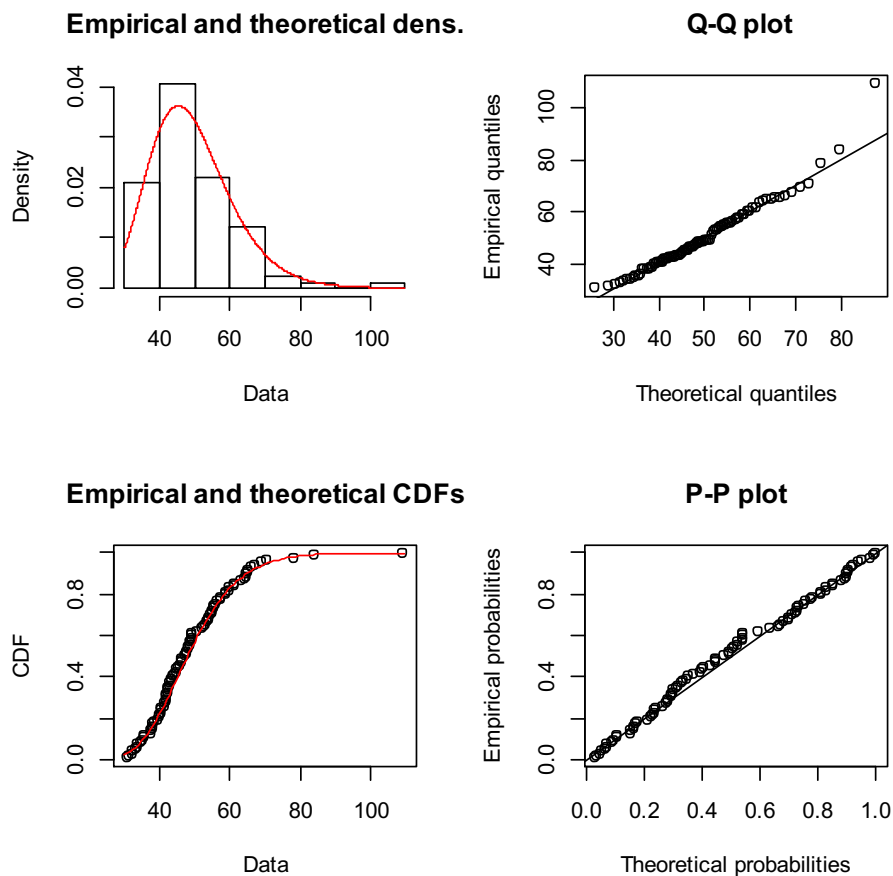 Empirical and theoretical dens.
Density
0.00 0.02 0.04
40 60 80 100
Data
Q-Q plot
Empirical quantiles
40 60 80 100
30 40 50 60 70 80
Theoretical quantiles
Empirical and theoretical CDFs
CDF
0.0 0.4 0.8
40 60 80 100
Data
P-P plot
Empirical probabilities
0.0 0.4 0.8
0.0 0.2 0.4 0.6 0.8 1.0
Theoretical probabilities